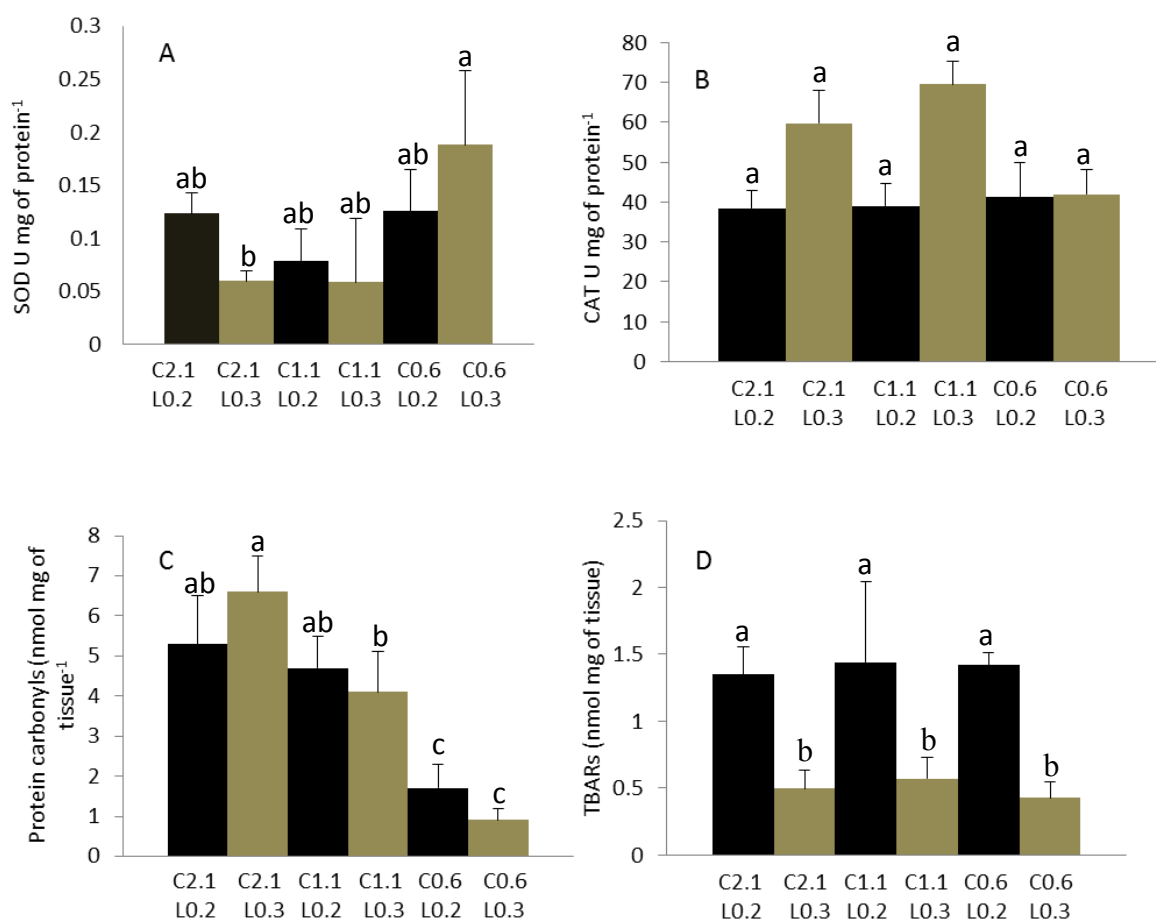 A
SOD U mg of protein⁻¹
0.3
0.25
0.2
0.15
0.1
0.05
0
ab
b
ab
ab
ab
a
C2.1 C2.1 C1.1 C1.1 C0.6 C0.6
L0.2 L0.3 L0.2 L0.3 L0.2 L0.3
B
CAT U mg of protein⁻¹
80
70
60
50
40
30
20
10
0
a
a
a
a
a
a
C2.1 C2.1 C1.1 C1.1 C0.6 C0.6
L0.2 L0.3 L0.2 L0.3 L0.2 L0.3
C
Protein carbonyls (nmol mg of
tissue⁻¹
8
7
6
5
4
3
2
1
0
ab
a
ab
b
c
c
C2.1 C2.1 C1.1 C1.1 C0.6 C0.6
L0.2 L0.3 L0.2 L0.3 L0.2 L0.3
D
TBARs (nmol mg of tissue)
2.5
2
1.5
1
0.5
0
a
b
a
b
a
b
C2.1 C2.1 C1.1 C1.1 C0.6 C0.6
L0.2 L0.3 L0.2 L0.3 L0.2 L0.3